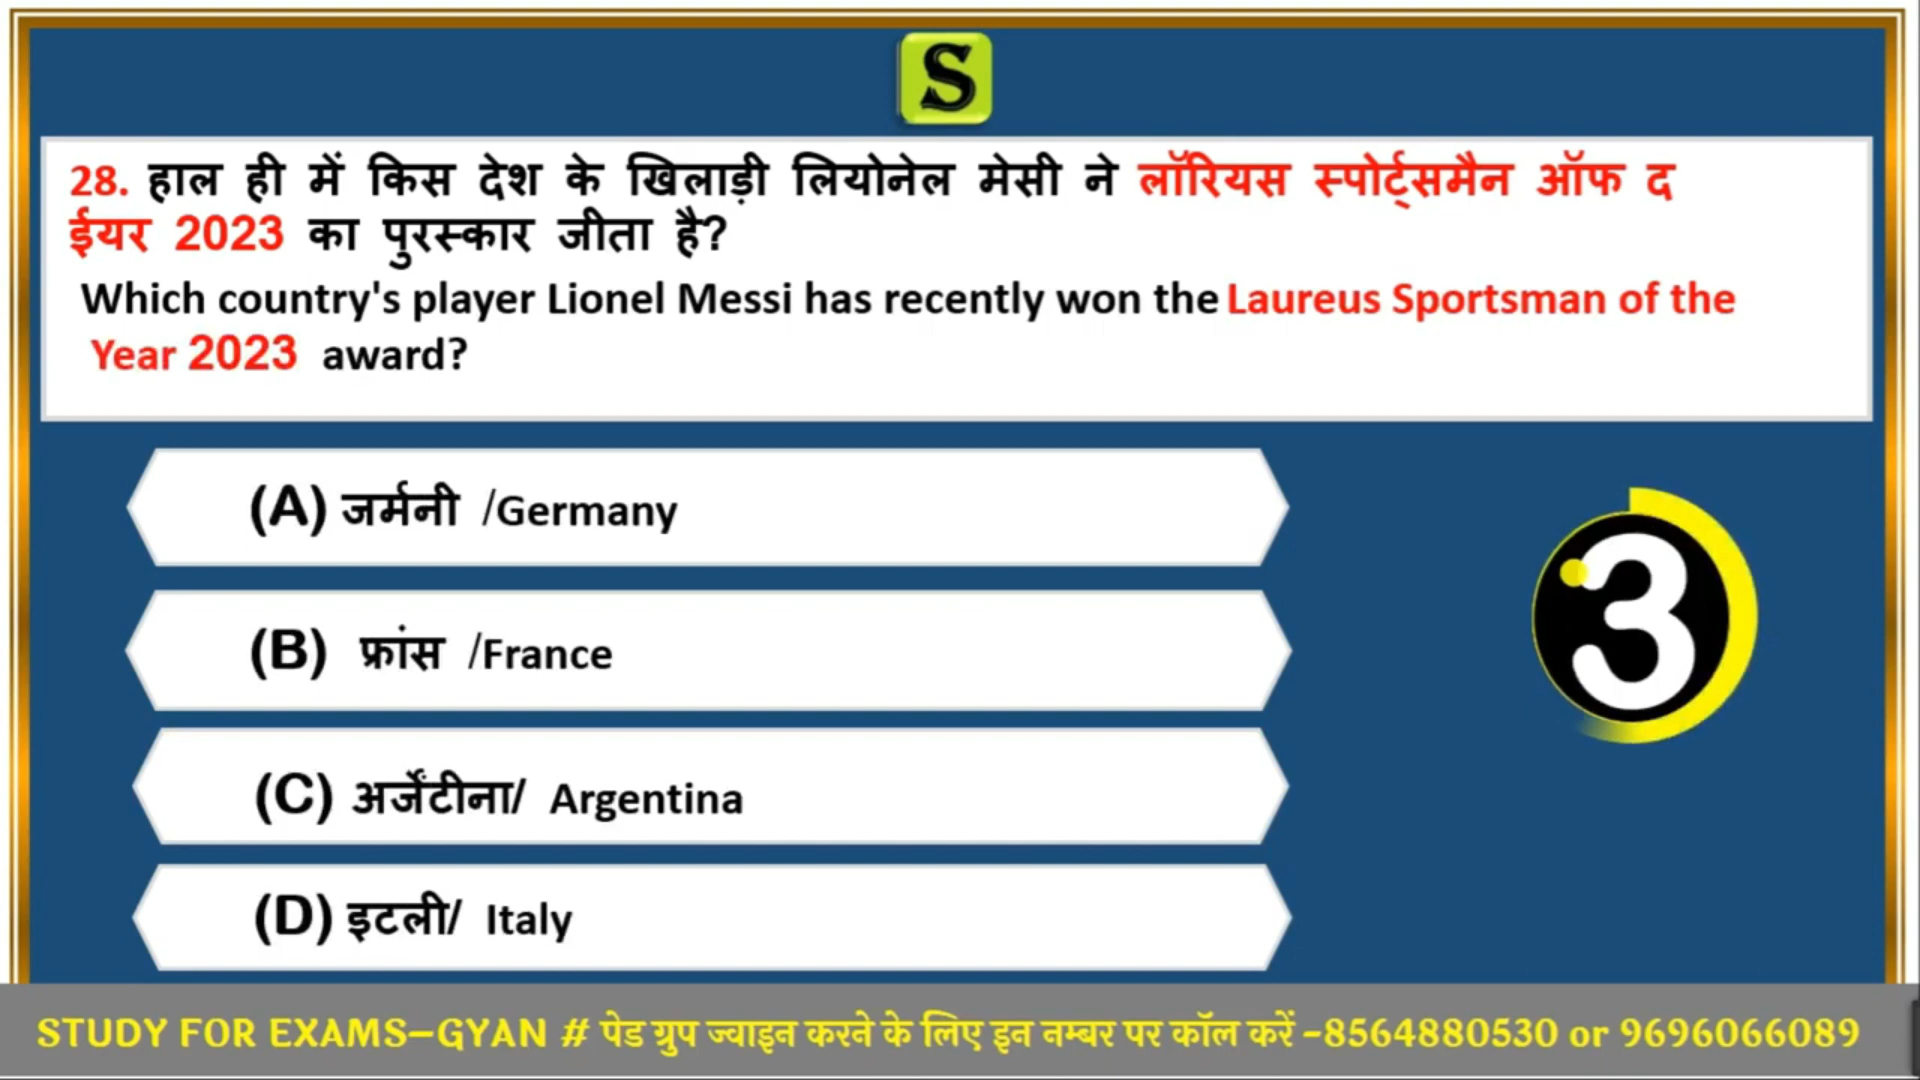 S
28. हाल ही में किस देश के खिलाड़ी लियोनेल मेसी ने लॉरियस स्पोर्ट्समैन ऑफ द
ईयर 2023 का पुरस्कार जीता है?
Which country's player Lionel Messi has recently won the Laureus Sportsman of the
Year 2023 award?
(A) जर्मनी /Germany
3
(B) फ्रांस /France
(C) अर्जेंटीना/ Argentina
(D) इटली/ Italy
STUDY FOR EXAMS–GYAN # पेड ग्रुप ज्वाइन करने के लिए इन नम्बर पर कॉल करें -8564880530 or 9696066089